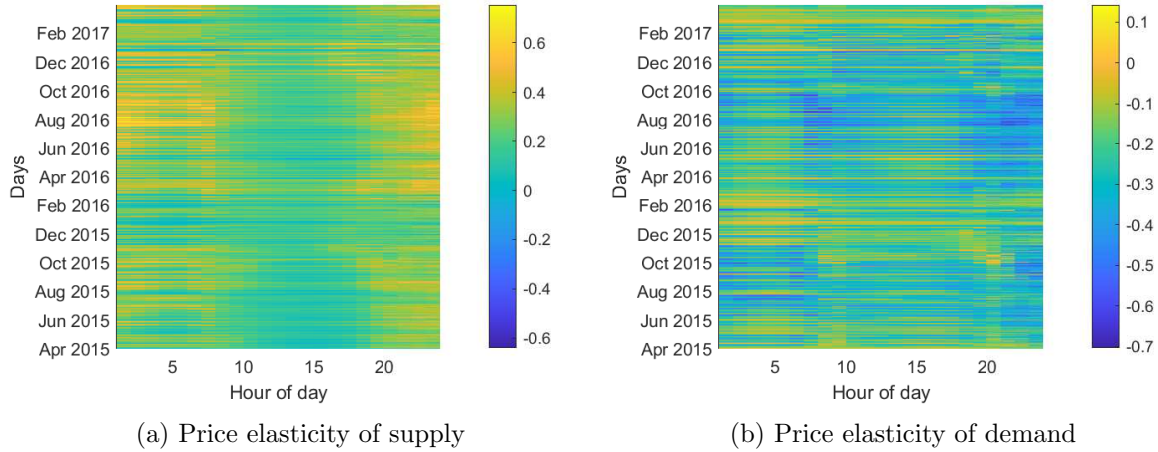 Feb 2017
Dec 2016
Oct 2016
Aug 2016
Jun 2016
Apr 2016
Feb 2016
Dec 2015
Oct 2015
Aug 2015
Jun 2015
Apr 2015
Days
5 10 15 20
Hour of day
0.6
0.4
0.2
0
-0.2
-0.4
-0.6
(a) Price elasticity of supply
Feb 2017
Dec 2016
Oct 2016
Aug 2016
Jun 2016
Apr 2016
Feb 2016
Dec 2015
Oct 2015
Aug 2015
Jun 2015
Apr 2015
Days
5 10 15 20
Hour of day
0.1
0
-0.1
-0.2
-0.3
-0.4
-0.5
-0.6
-0.7
(b) Price elasticity of demand